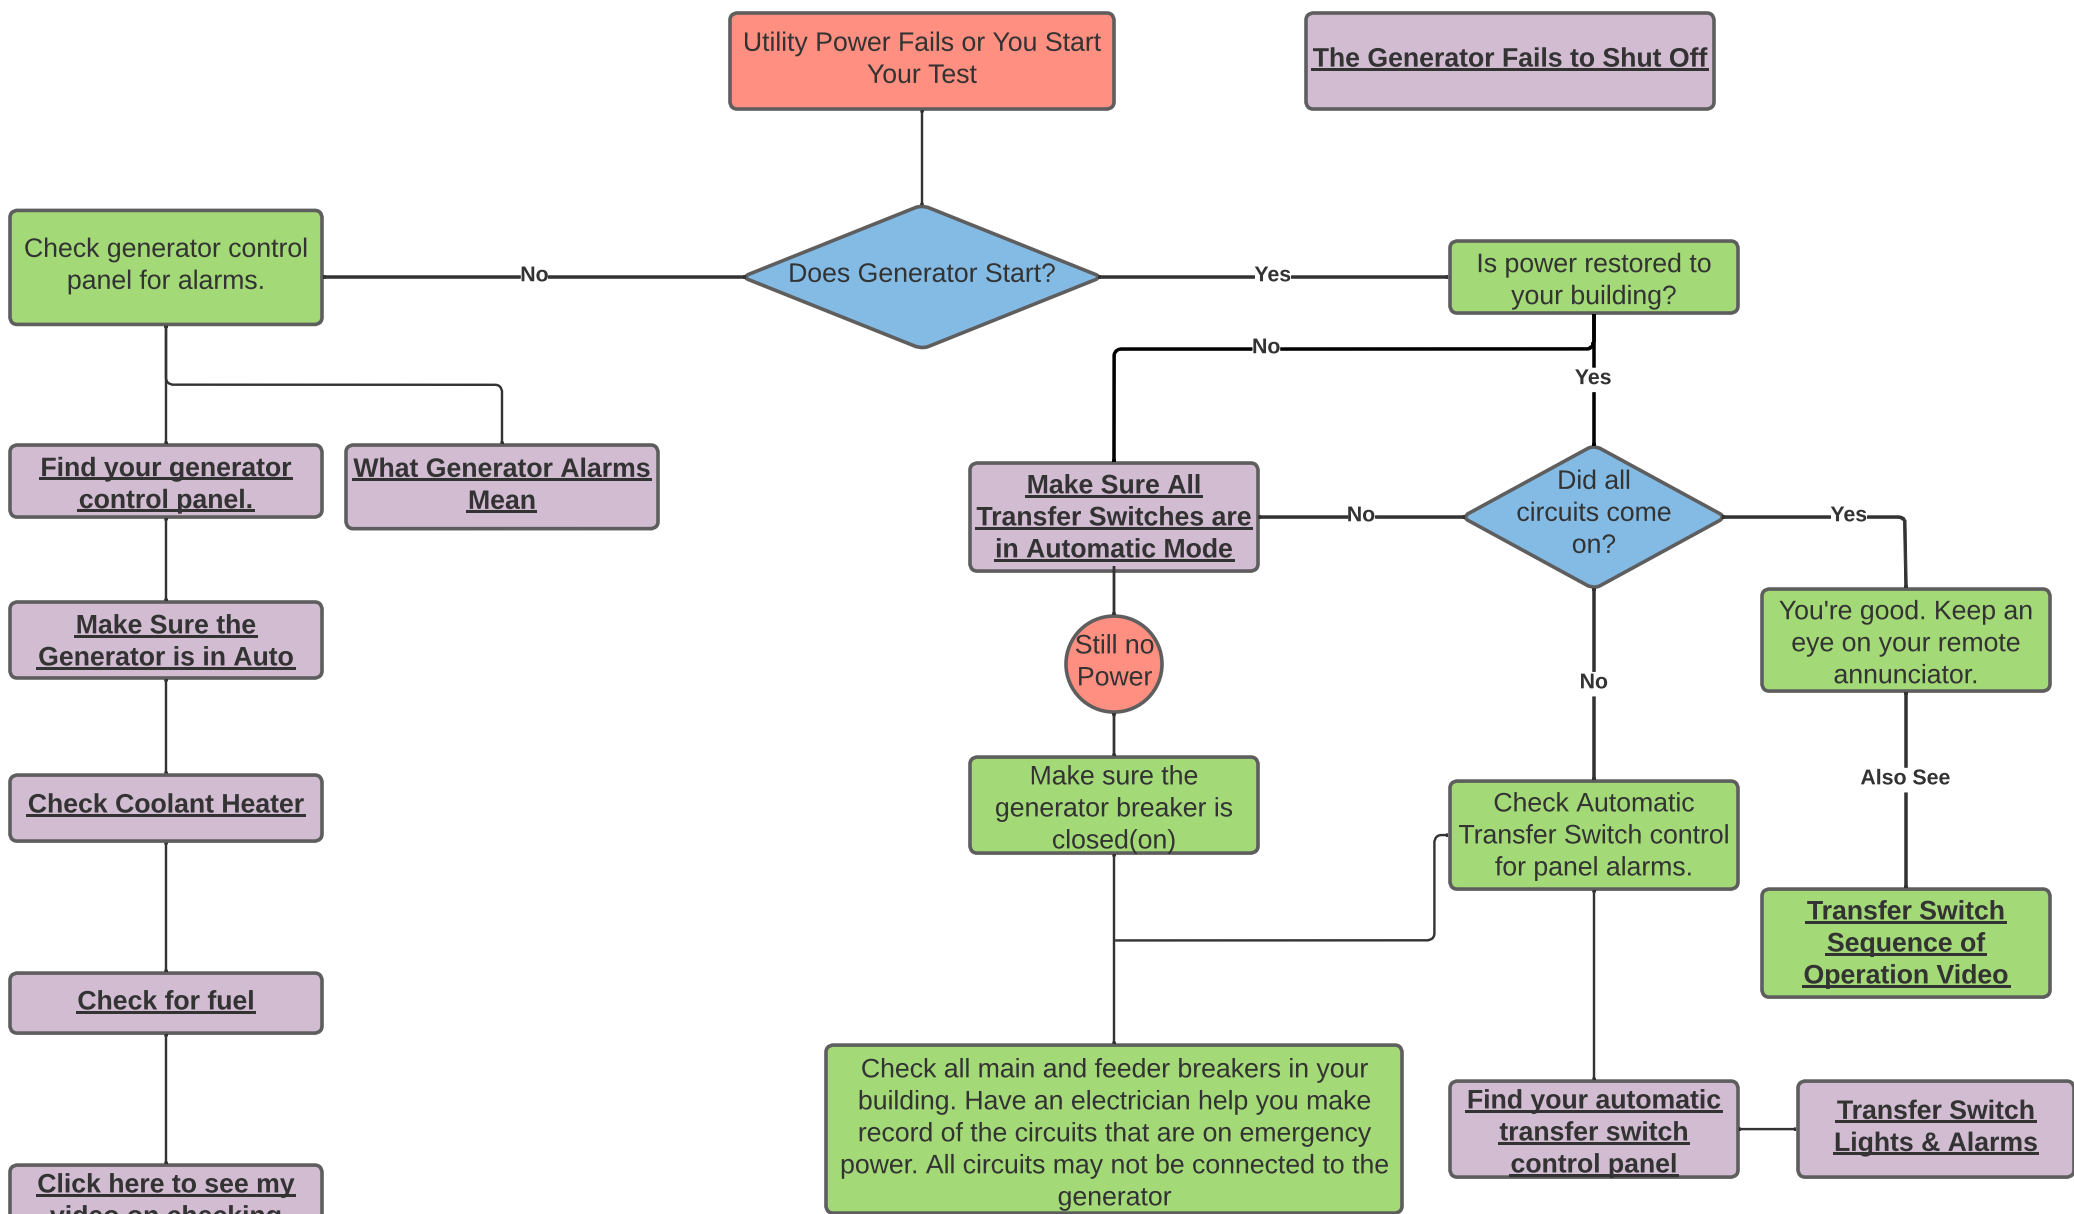 Utility Power Fails or You Start
Your Test
The Generator Fails to Shut Off
Check generator control
panel for alarms.
No
Does Generator Start?
Yes
Is power restored to
your building?
No
Yes
Find your generator
control panel.
What Generator Alarms
Mean
Make Sure All
Transfer Switches are
in Automatic Mode
No
Did all
circuits come
on?
Yes
Make Sure the
Generator is in Auto
Still no
Power
No
You're good. Keep an
eye on your remote
annunciator.
Check Coolant Heater
Make sure the
generator breaker is
closed(on)
Check Automatic
Transfer Switch control
for panel alarms.
Also See
Transfer Switch
Sequence of
Operation Video
Check for fuel
Check all main and feeder breakers in your
building. Have an electrician help you make
record of the circuits that are on emergency
power. All circuits may not be connected to the
generator
Find your automatic
transfer switch
control panel
Transfer Switch
Lights & Alarms
Click here to see my
video on checking